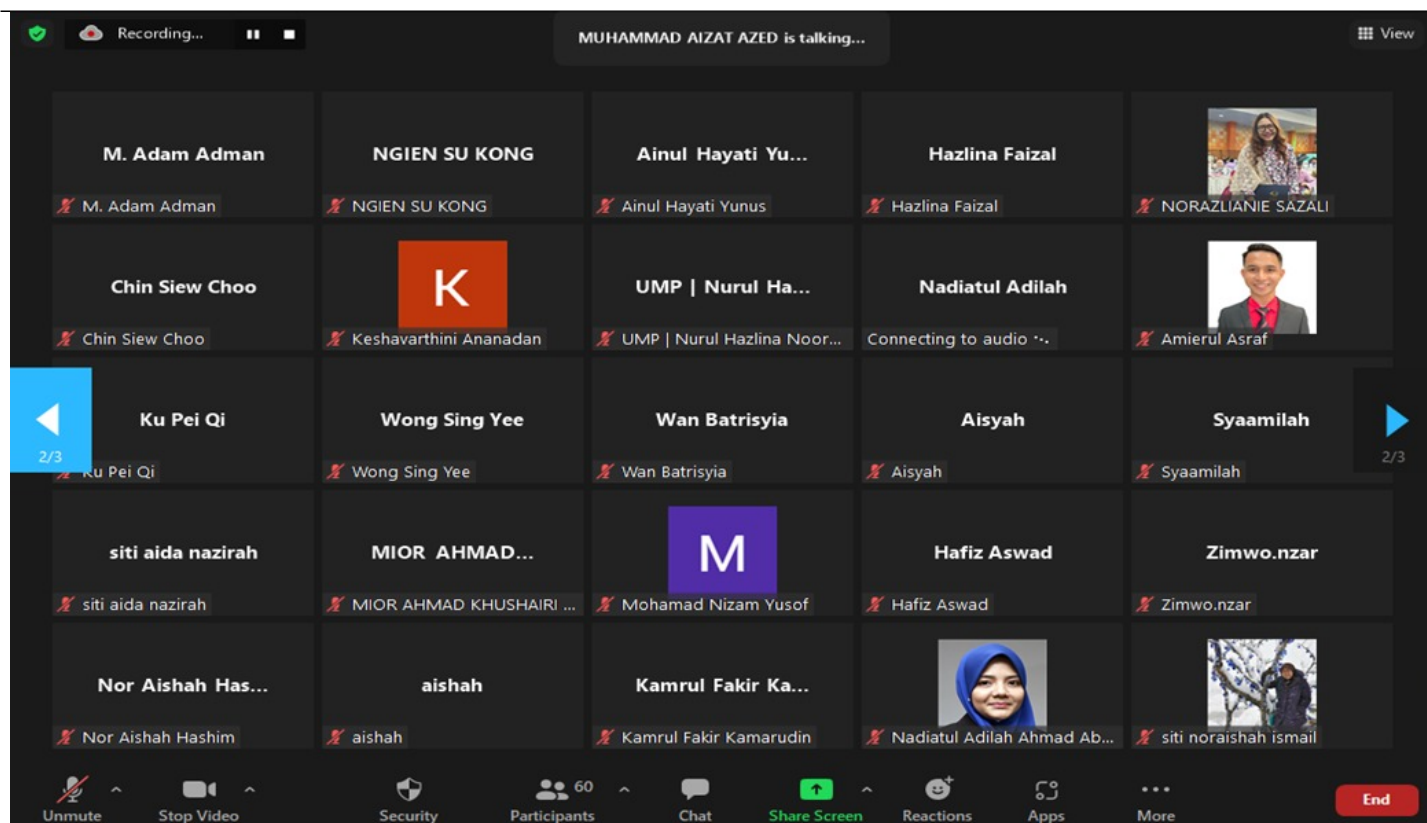 Recording...
MUHAMMAD AIZAT AZED is talking...
View
M. Adam Adman
NGIEN SU KONG
Ainul Hayati Yu...
Hazlina Faizal
M. Adam Adman
NGIEN SU KONG
Ainul Hayati Yunus
Hazlina Faizal
NORAZLIANIE SAZALI
Chin Siew Choo
K
UMP | Nurul Ha...
Nadiatul Adilah
Chin Siew Choo
Keshavarthini Ananadan
UMP | Nurul Hazlina Noor...
Connecting to audio
Amierul Asraf
Ku Pei Qi
Wong Sing Yee
Wan Batrisyia
Aisyah
Syaamilah
2/3
2/3
Ku Pei Qi
Wong Sing Yee
Wan Batrisyia
Aisyah
Syaamilah
siti aida nazirah
MIOR AHMAD...
M
Hafiz Aswad
Zimwo.nzar
siti aida nazirah
MIOR AHMAD KHUSHAIRI ...
Mohamad Nizam Yusof
Hafiz Aswad
Zimwo.nzar
Nor Aishah Has...
aishah
Kamrul Fakir Ka...
Nor Aishah Hashim
aishah
Kamrul Fakir Kamarudin
Nadiatul Adilah Ahmad Ab...
siti noraishah ismail
60
Unmute
Stop Video
Security
Participants
Chat
Share Screen
Reactions
Apps
More
End